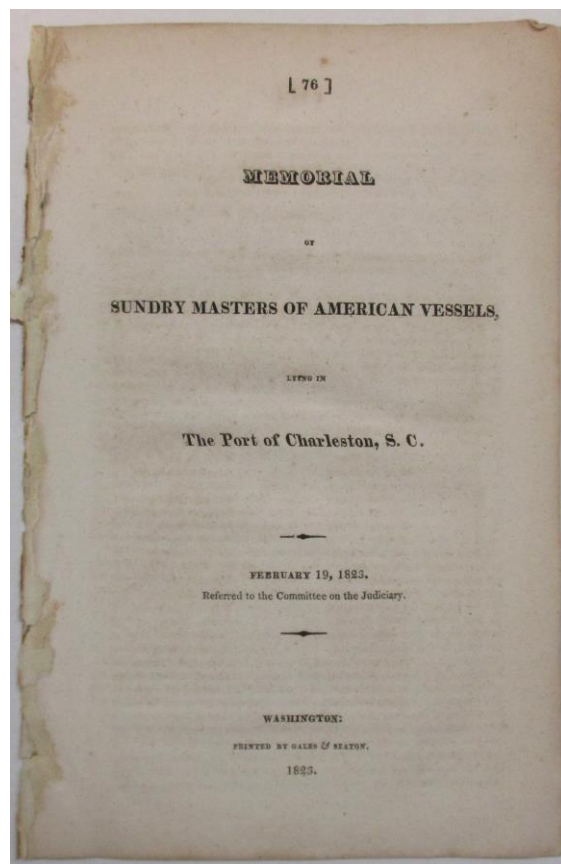 [ 76 ]
MEMORIAL
OF
SUNDRY MASTERS OF AMERICAN VESSELS,
LYING IN
The Port of Charleston, S. C.
FEBRUARY 19, 1823.
Referred to the Committee on the Judiciary.
WASHINGTON:
PRINTED BY GALES & SEATON.
1823.